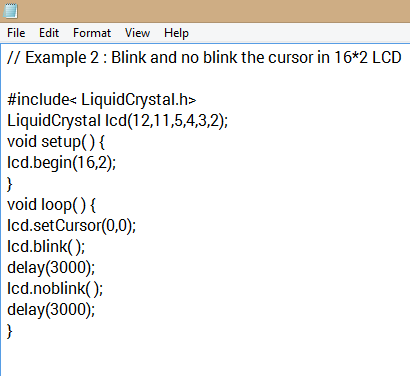 File Edit Format View Help
// Example 2 : Blink and no blink the cursor in 16*2 LCD
#include< LiquidCrystal.h>
LiquidCrystal lcd(12,11,5,4,3,2);
void setup( ) {
lcd.begin(16,2);
}
void loop( ) {
lcd.setCursor(0,0);
lcd.blink( );
delay(3000);
lcd.noblink( );
delay(3000);
}